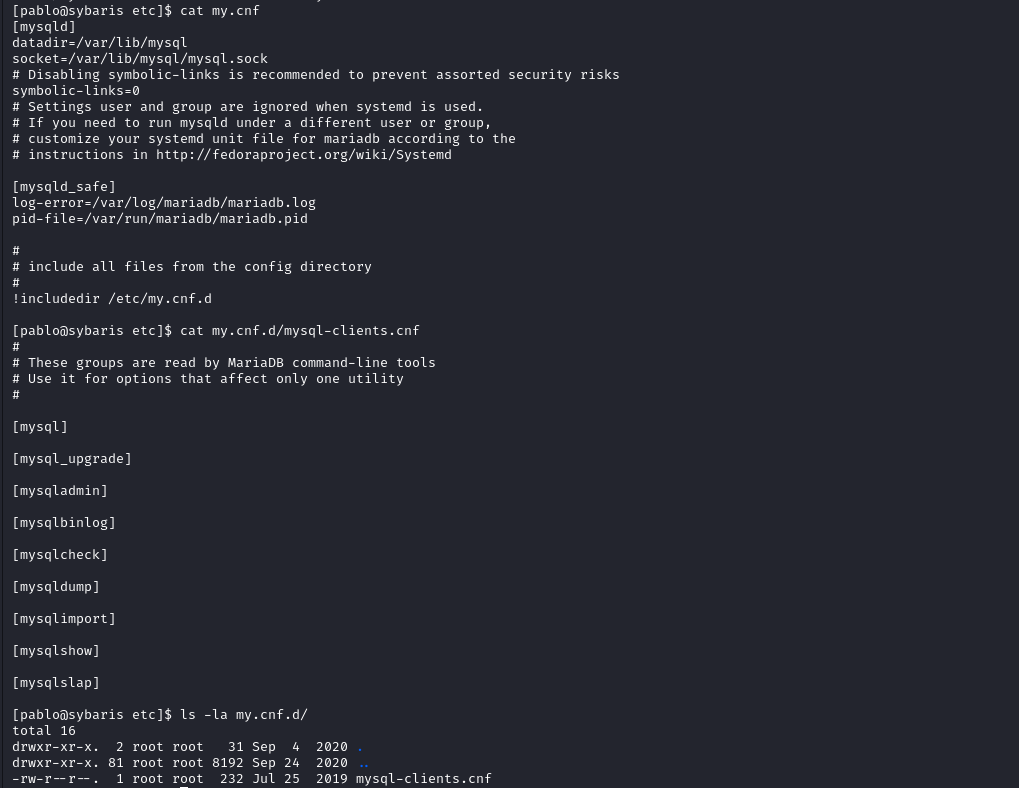 [pablo@sybaris etc]$ cat my.cnf
[mysqld]
datadir=/var/lib/mysql
socket=/var/lib/mysql/mysql.sock
# Disabling symbolic-links is recommended to prevent assorted security risks
symbolic-links=0
# Settings user and group are ignored when systemd is used.
# If you need to run mysqld under a different user or group,
# customize your systemd unit file for mariadb according to the
# instructions in http://fedoraproject.org/wiki/Systemd
[mysqld_safe]
log-error=/var/log/mariadb/mariadb.log
pid-file=/var/run/mariadb/mariadb.pid
#
# include all files from the config directory
#
!includedir /etc/my.cnf.d
[pablo@sybaris etc]$ cat my.cnf.d/mysql-clients.cnf
#
# These groups are read by MariaDB command-line tools
# Use it for options that affect only one utility
#
[mysql]
[mysql_upgrade]
[mysqladmin]
[mysqlbinlog]
[mysqlcheck]
[mysqldump]
[mysqlimport]
[mysqlshow]
[mysqlslap]
[pablo@sybaris etc]$ ls -la my.cnf.d/
total 16
drwxr-xr-x.  2 root root   31 Sep  4  2020 .
drwxr-xr-x. 81 root root 8192 Sep 24  2020 ..
-rw-r--r--.  1 root root  232 Jul 25  2019 mysql-clients.cnf